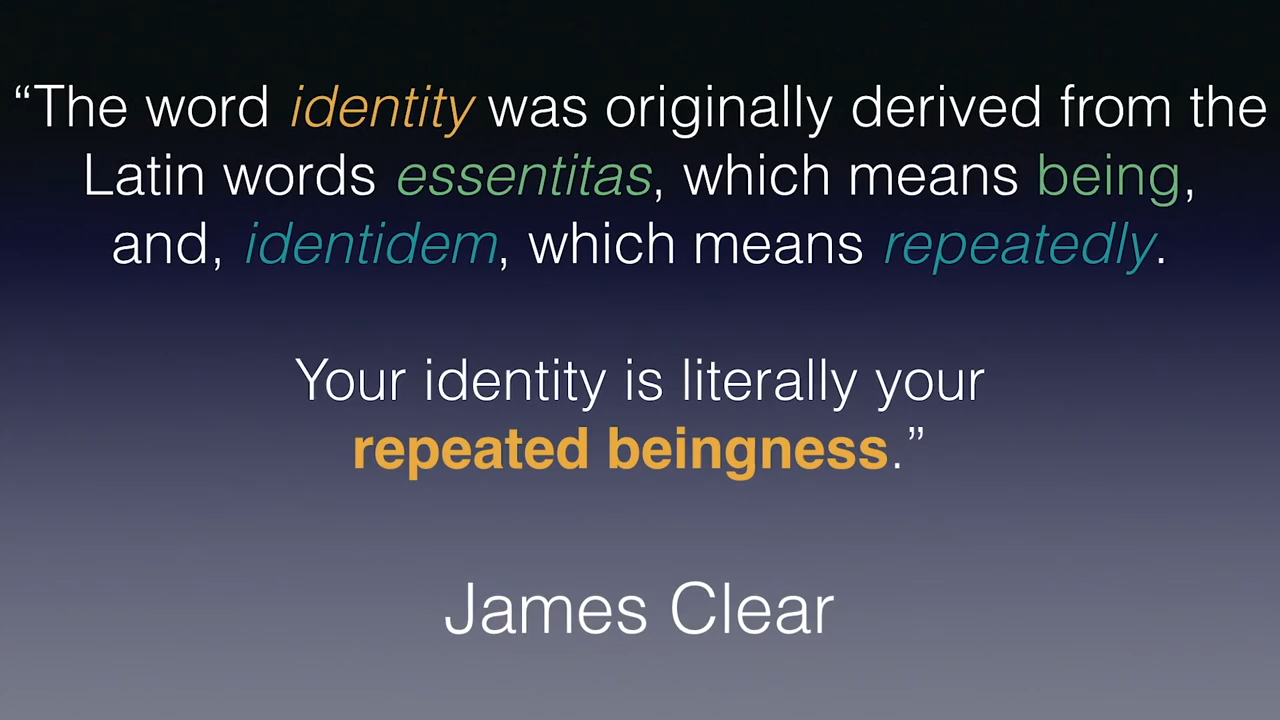 “The word identity was originally derived from the
Latin words essentitas, which means being,
and, identidem, which means repeatedly.
Your identity is literally your
repeated beingness.”
James Clear